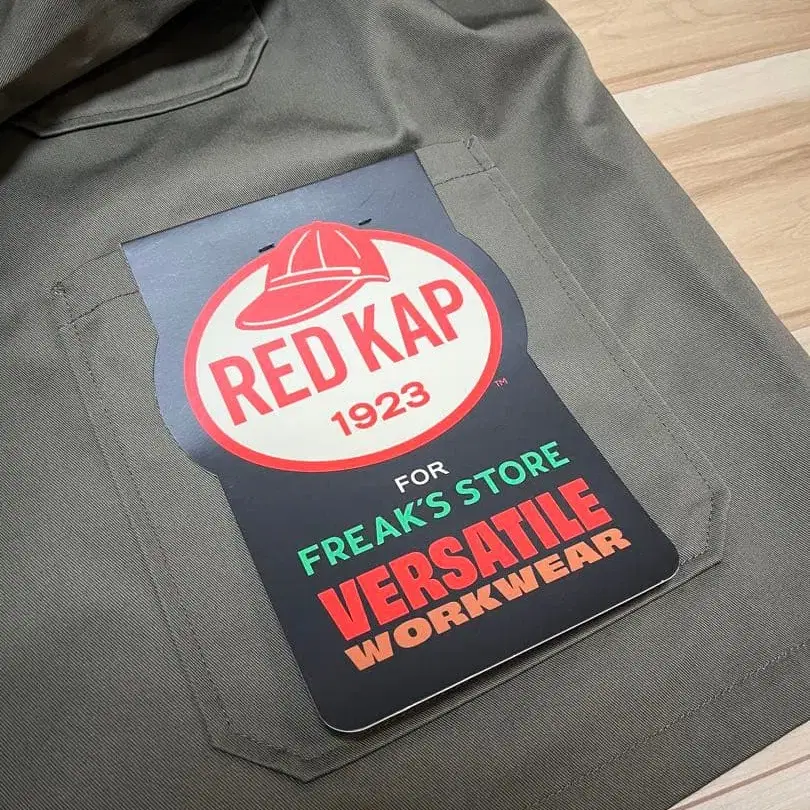 RED KAP
1923
TM
FOR
FREAK'S STORE
VERSATILE
WORKWEAR